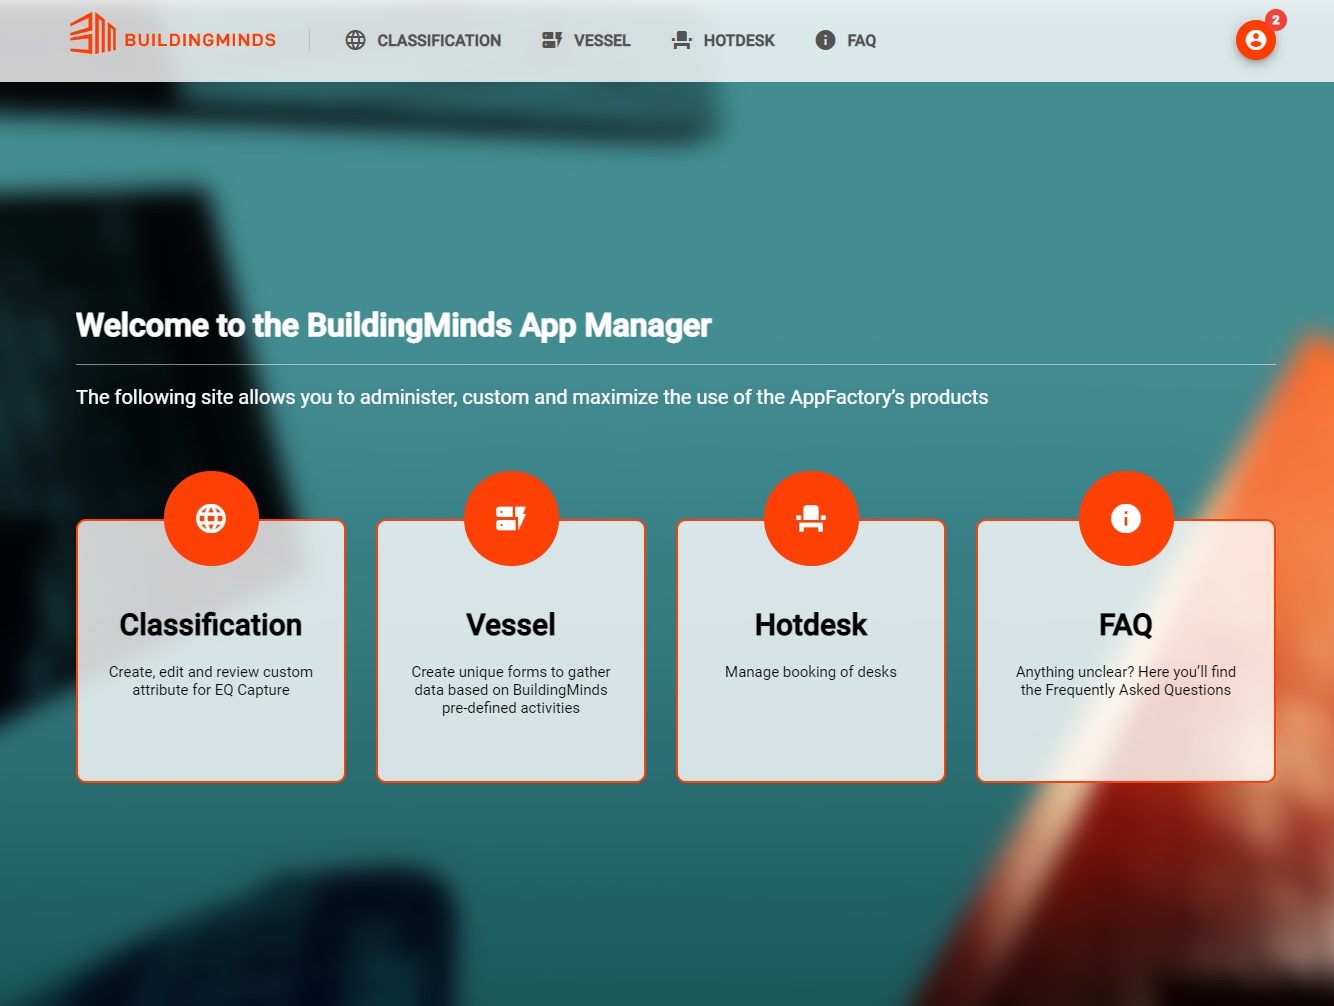 BUILDINGMINDS
CLASSIFICATION
VESSEL
HOTDESK
FAQ
2
Welcome to the BuildingMinds App Manager
The following site allows you to administer, custom and maximize the use of the AppFactory’s products
Classification
Create, edit and review custom
attribute for EQ Capture
Vessel
Create unique forms to gather
data based on BuildingMinds
pre-defined activities
Hotdesk
Manage booking of desks
FAQ
Anything unclear? Here you’ll find
the Frequently Asked Questions